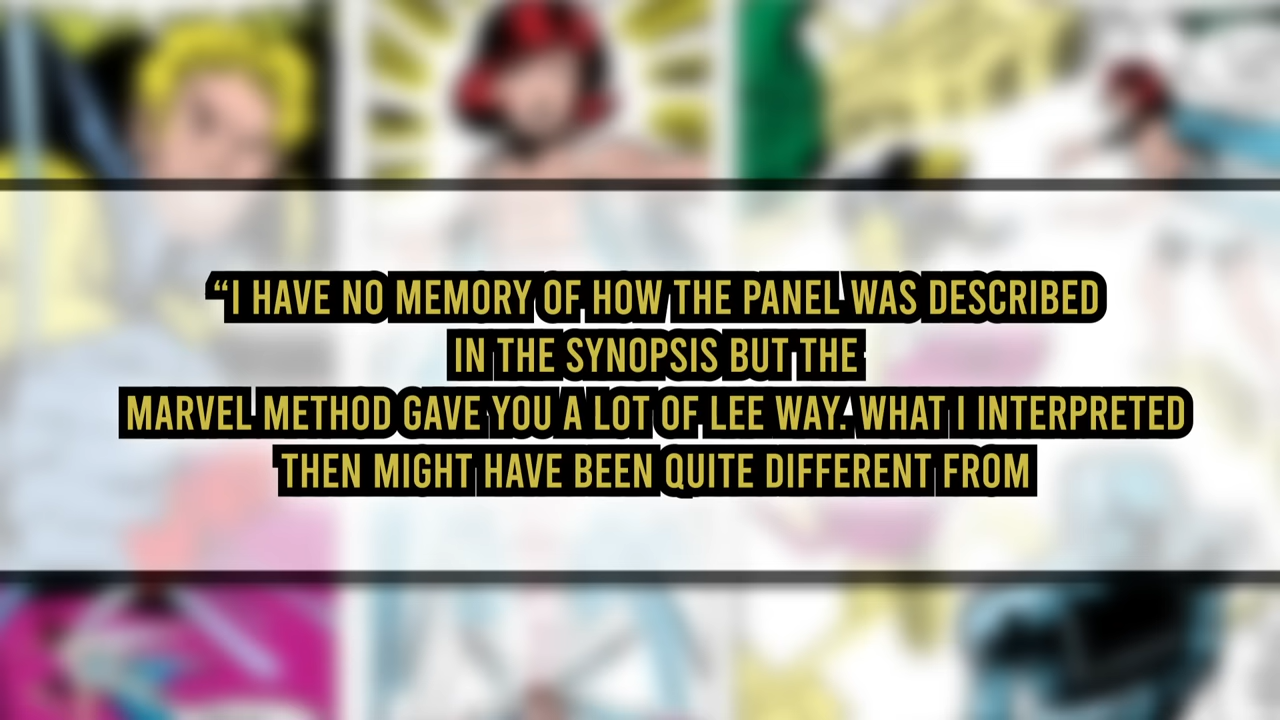 “I HAVE NO MEMORY OF HOW THE PANEL WAS DESCRIBED
IN THE SYNOPSIS BUT THE
MARVEL METHOD GAVE YOU A LOT OF LEE WAY. WHAT I INTERPRETED
THEN MIGHT HAVE BEEN QUITE DIFFERENT FROM